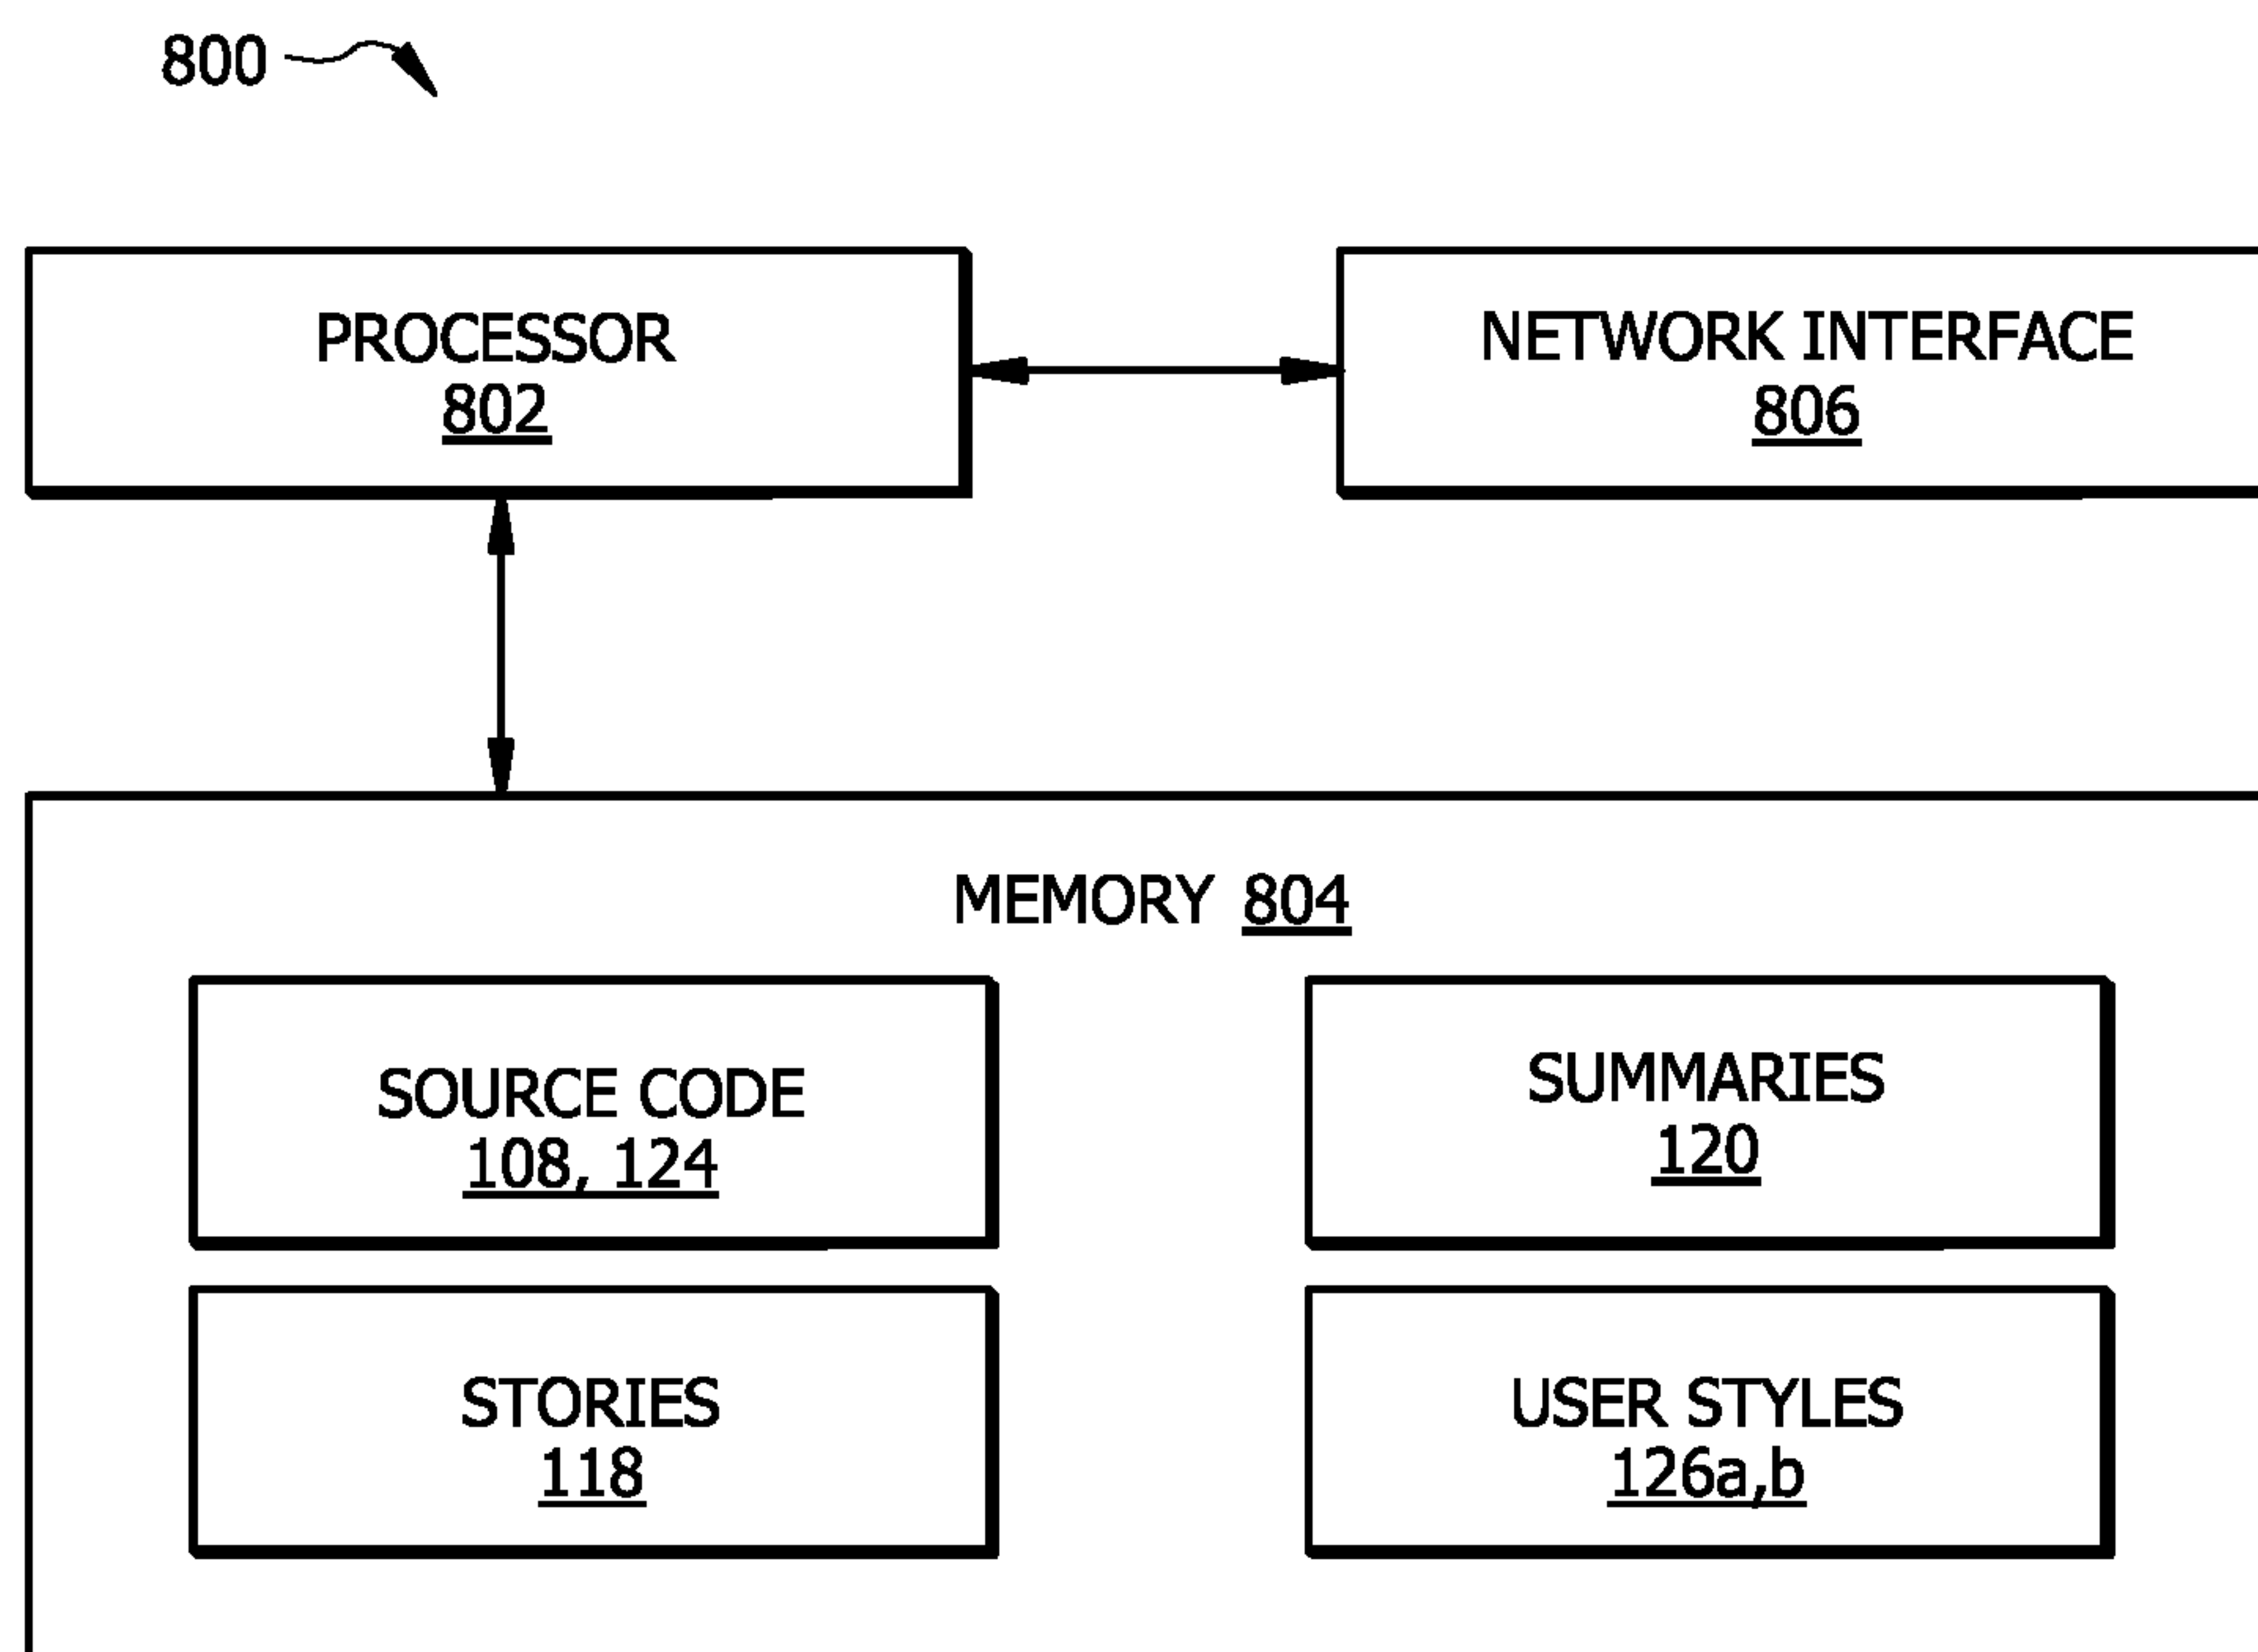 800
PROCESSOR
802
NETWORK INTERFACE
806
MEMORY 804
SOURCE CODE
108, 124
SUMMARIES
120
STORIES
118
USER STYLES
126a,b